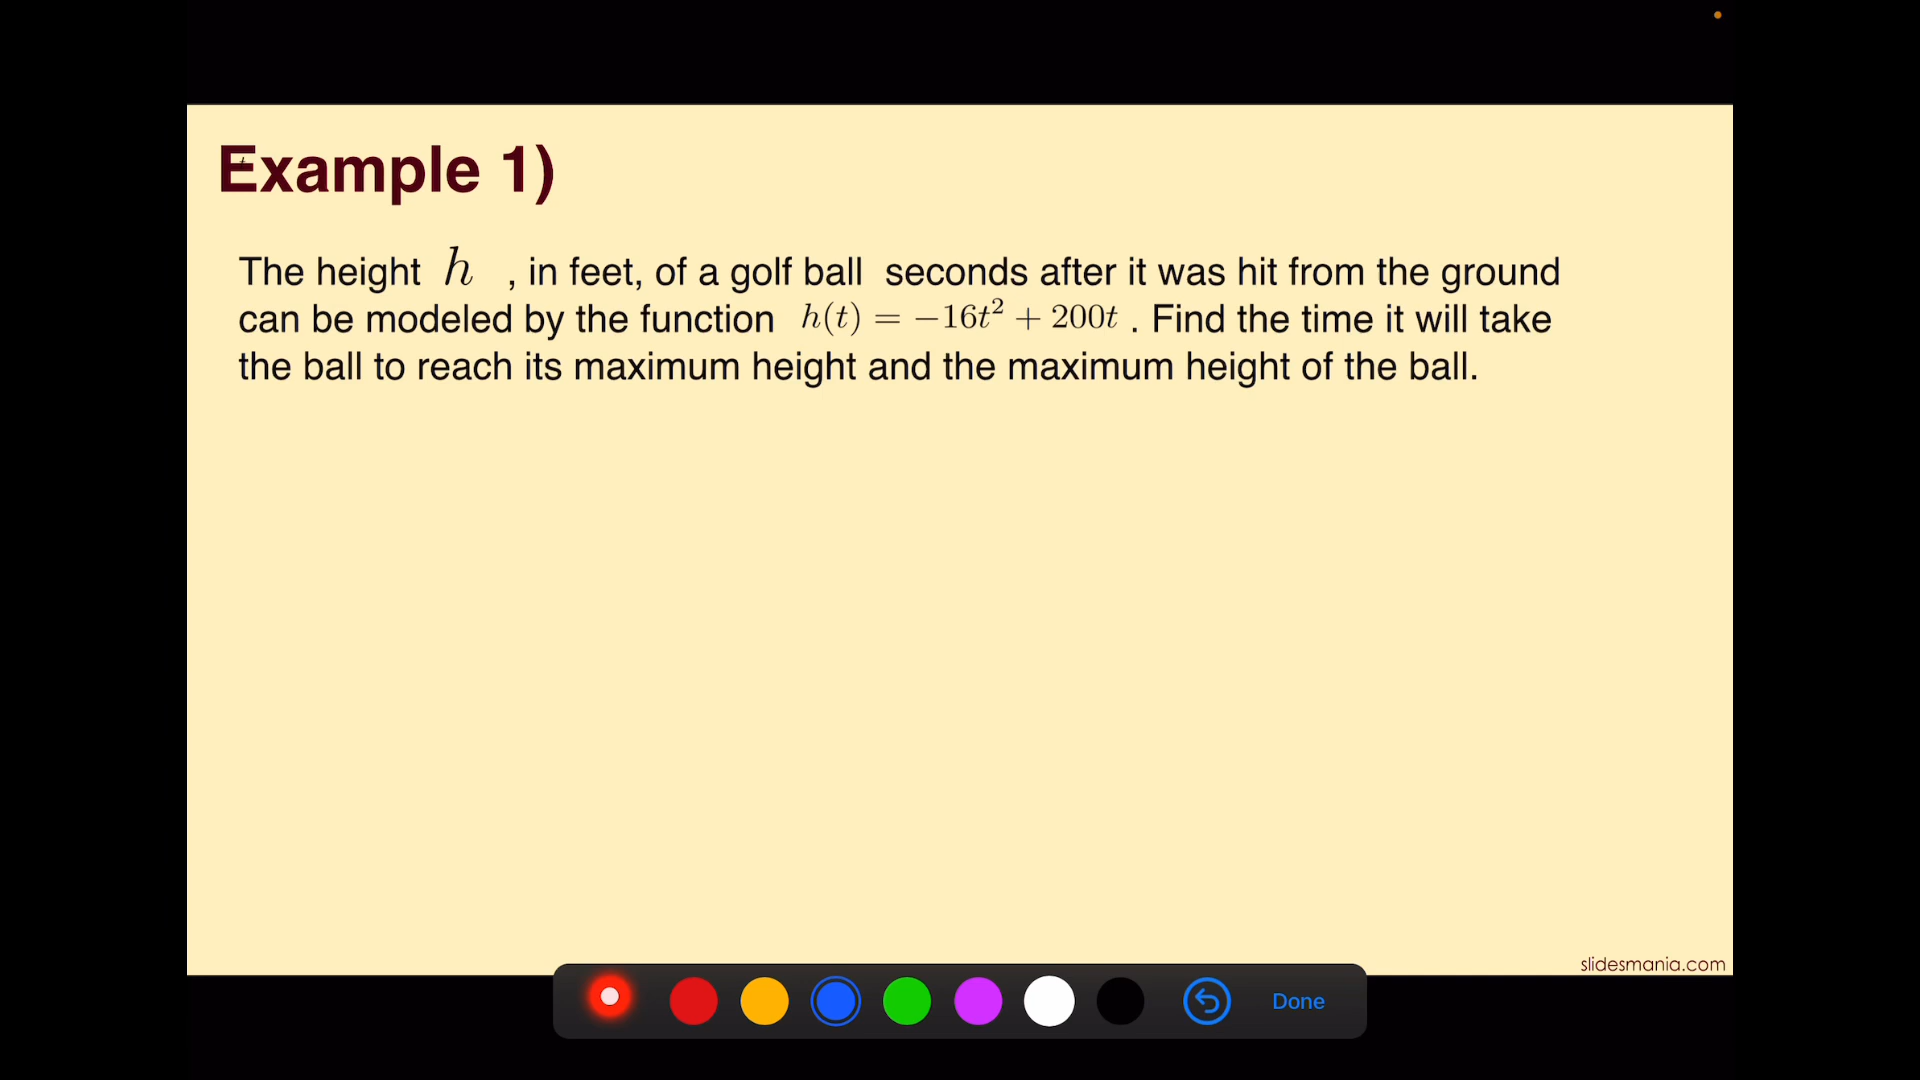 Example 1)
The height h , in feet, of a golf ball seconds after it was hit from the ground
can be modeled by the function h(t) = −16t² + 200t . Find the time it will take
the ball to reach its maximum height and the maximum height of the ball.
slidesmania.com
Done